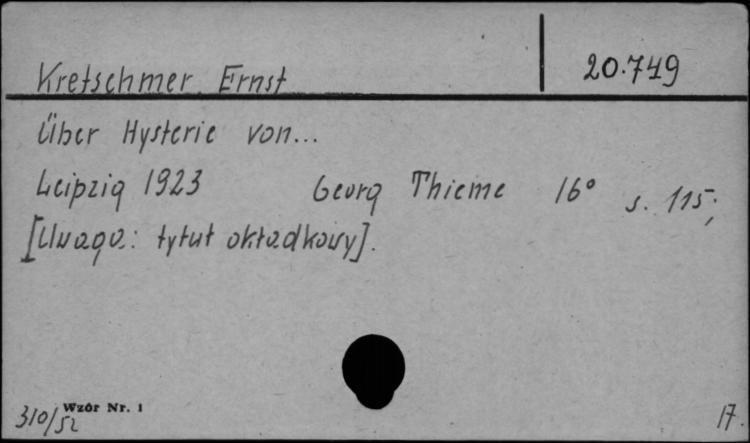 Kretschmer, Ernst 20.749
Über Hysterie von...
Leipzig 1923 Georg Thieme 16° s. 115;
[Uwaga: tytuł okładkowy].
Wzór Nr. 1
310/52 17.